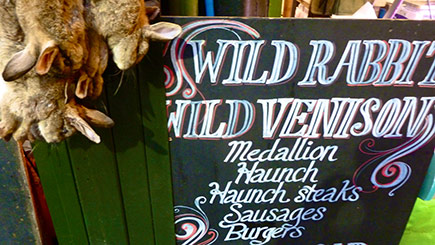 WILD RABBIT
WILD VENISON
Medallion
Haunch
Haunch steaks
Sausages
Burgers